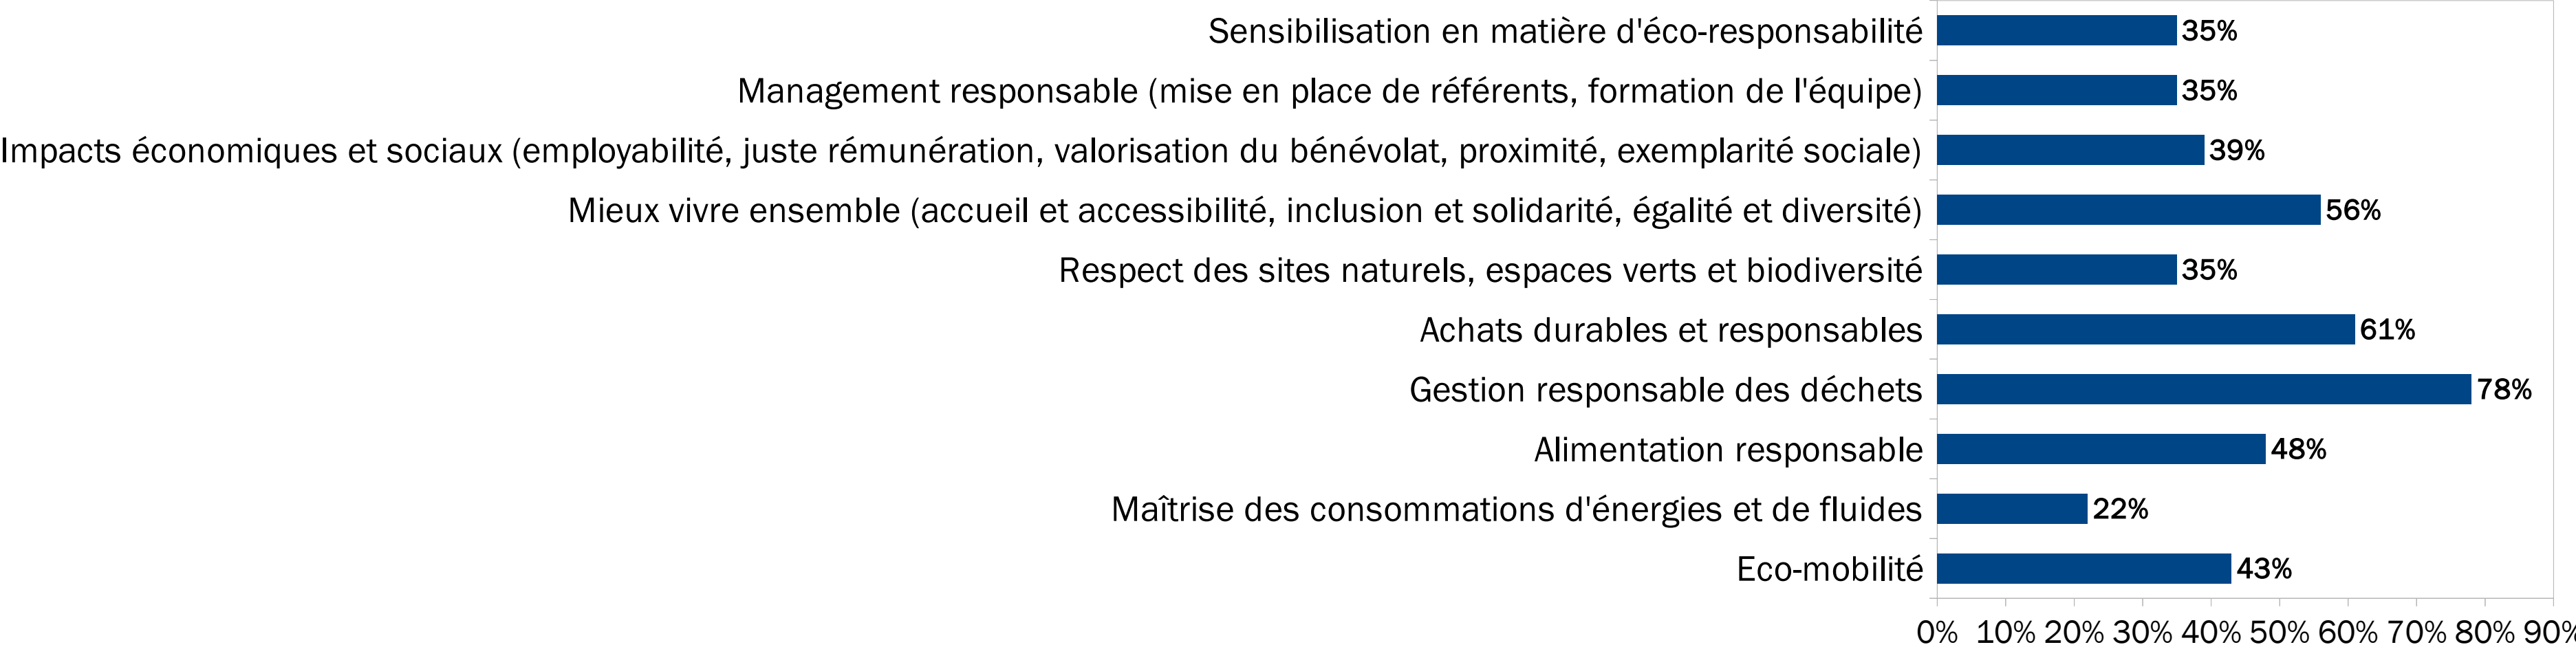 Sensibilisation en matière d'éco-responsabilité 35%
Management responsable (mise en place de référents, formation de l'équipe) 35%
Impacts économiques et sociaux (employabilité, juste rémunération, valorisation du bénévolat, proximité, exemplarité sociale) 39%
Mieux vivre ensemble (accueil et accessibilité, inclusion et solidarité, égalité et diversité) 56%
Respect des sites naturels, espaces verts et biodiversité 35%
Achats durables et responsables 61%
Gestion responsable des déchets 78%
Alimentation responsable 48%
Maîtrise des consommations d'énergies et de fluides 22%
Eco-mobilité 43%
0% 10% 20% 30% 40% 50% 60% 70% 80% 90%